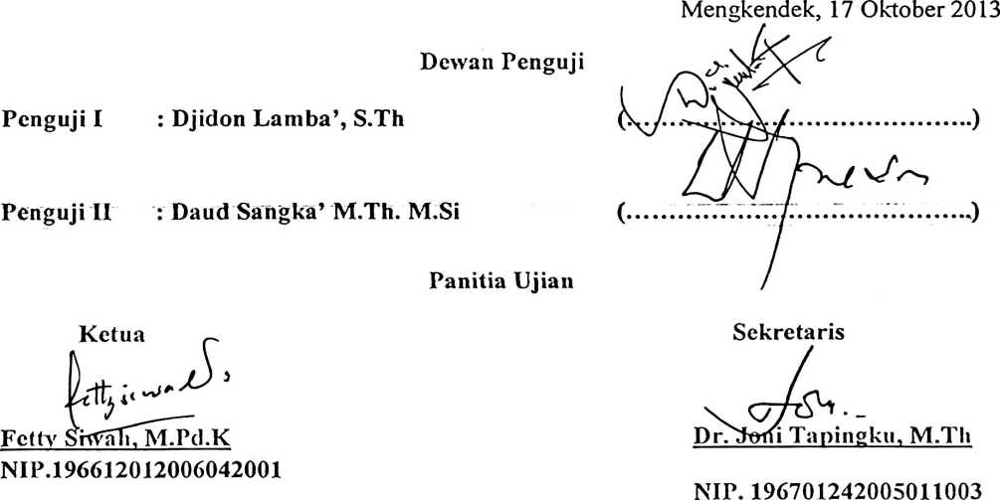 Mengkendek, 17 Oktober 2013
Dewan Penguji
Penguji I : Djidon Lamba', S.Th (........................................)
Penguji II : Daud Sangka' M.Th. M.Si (........................................)
Panitia Ujian
Ketua Sekretaris
Fetty Siwah, M.Pd.K Dr. Joni Tapingku, M.Th
NIP.196612012006042001
NIP. 196701242005011003